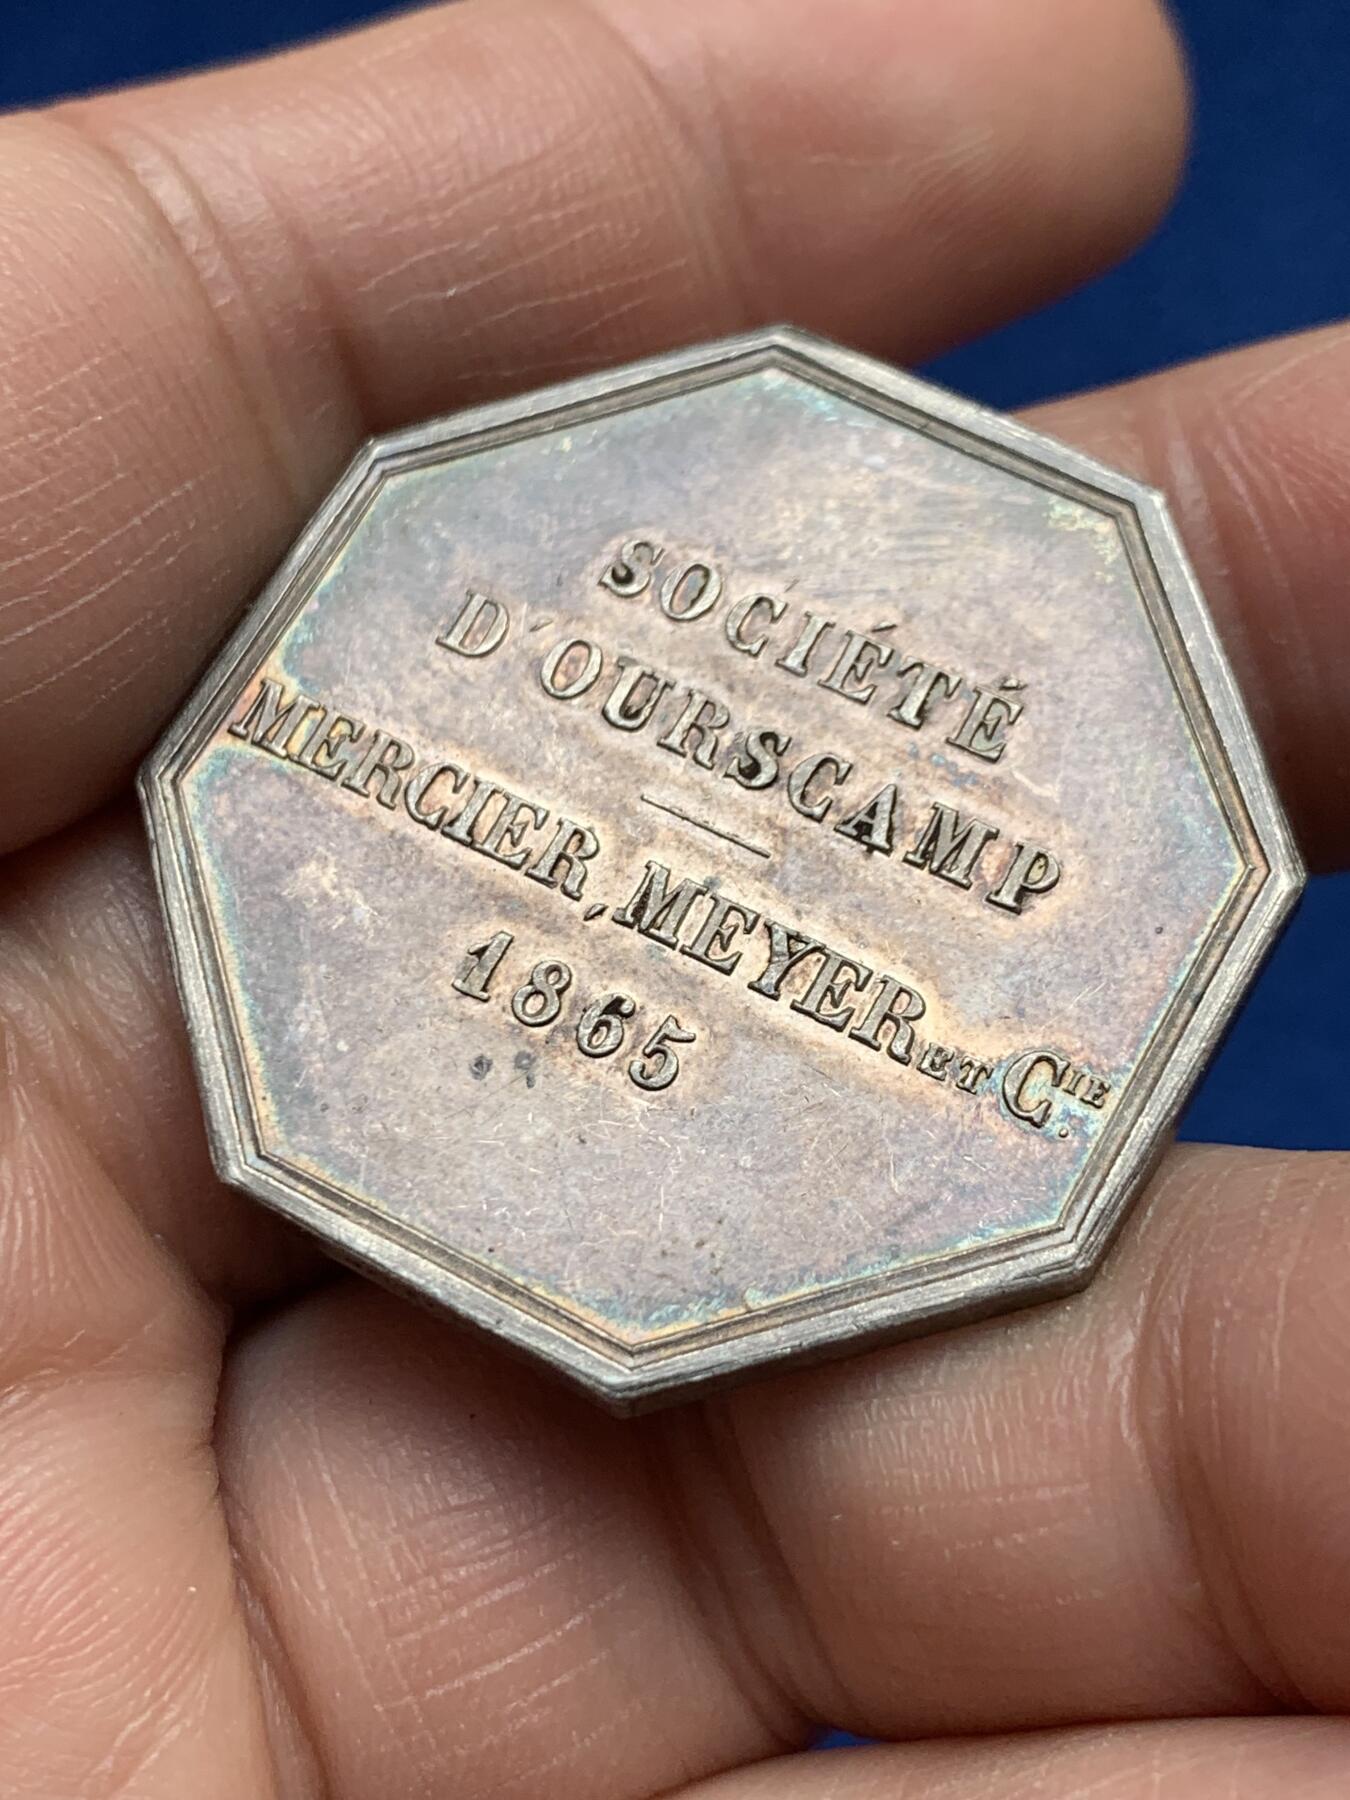 SOCIÉTÉ
D'OURSCAMP
MERCIER, MEYER ET CIE.
1865